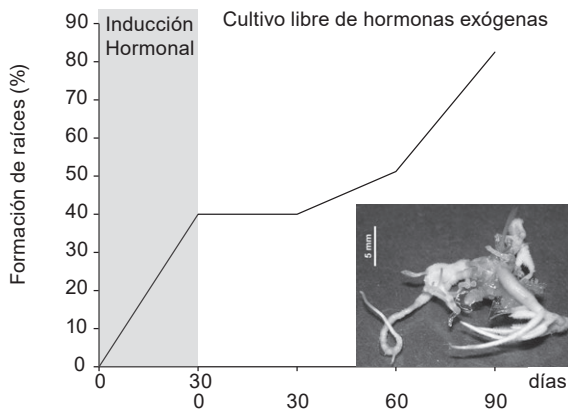 Inducción
Hormonal
Cultivo libre de hormonas exógenas
Formación de raíces (%)
90
80
70
60
50
40
30
20
10
0
5 mm
0 30 días
0 30 60 90